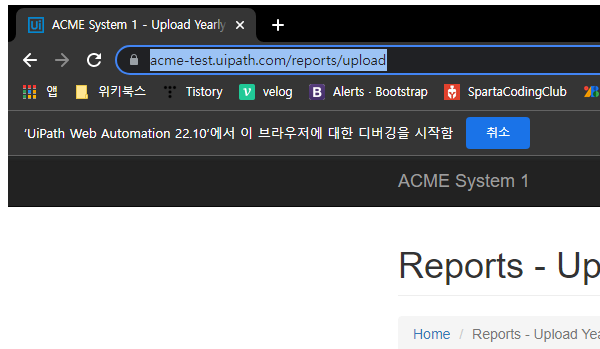 Ui ACME System 1 - Upload Yearly
acme-test.uipath.com/reports/upload
앱 위키북스 Tistory velog B Alerts · Bootstrap SpartaCodingClub
'UiPath Web Automation 22.10'에서 이 브라우저에 대한 디버깅을 시작함 취소
ACME System 1
Reports - Up
Home / Reports - Upload Yea